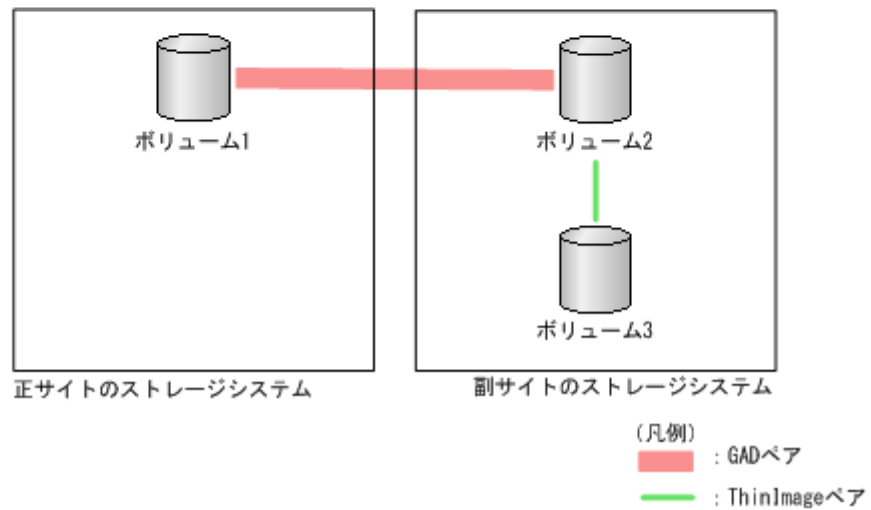 ボリューム1
ボリューム2
ボリューム3
正サイトのストレージシステム
副サイトのストレージシステム
(凡例)
: GADペア
: ThinImageペア